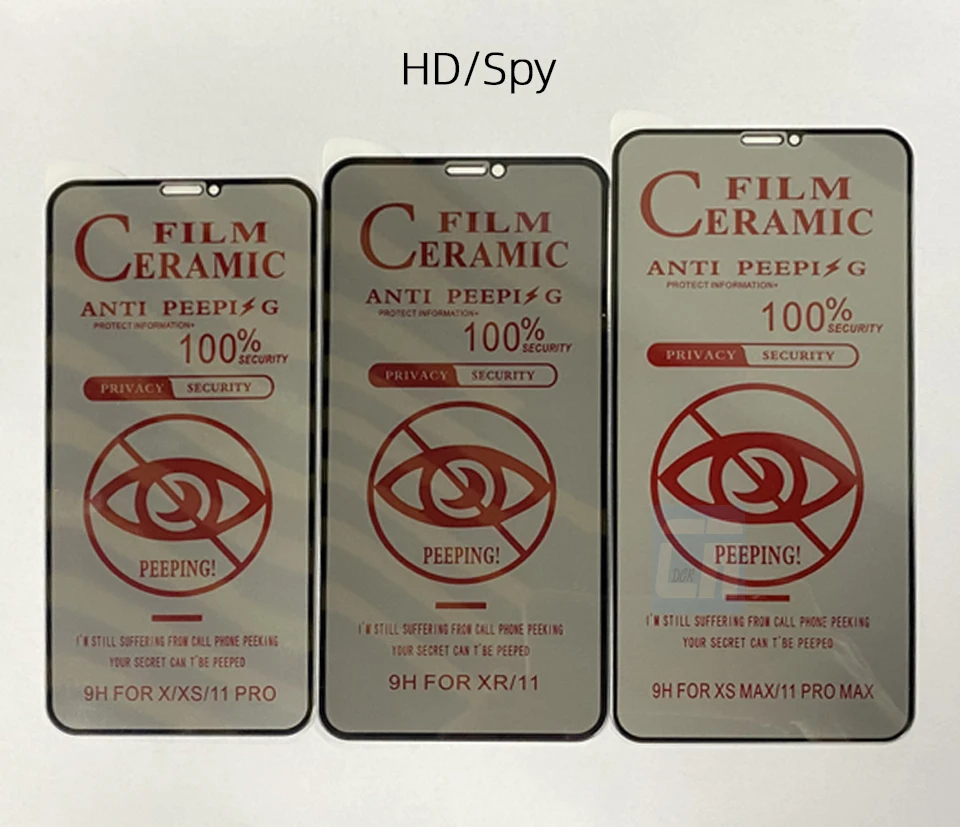 HD/Spy
FILM
CERAMIC
ANTI PEEPI⚡G
PROTECT INFORMATION+
100%
SECURITY
PRIVACY SECURITY
PEEPING!
I'M STILL SUFFERING FROM CALL PHONE PEEKING
YOUR SECRET CAN T'BE PEEPED
9H FOR X/XS/11 PRO
FILM
CERAMIC
ANTI PEEPI⚡G
PROTECT INFORMATION+
100%
SECURITY
PRIVACY SECURITY
PEEPING!
I'M STILL SUFFERING FROM CALL PHONE PEEKING
YOUR SECRET CAN T'BE PEEPED
9H FOR XR/11
FILM
CERAMIC
ANTI PEEPI⚡G
PROTECT INFORMATION+
100%
SECURITY
PRIVACY SECURITY
PEEPING!
I'M STILL SUFFERING FROM CALL PHONE PEEKING
YOUR SECRET CAN T'BE PEEPED
9H FOR XS MAX/11 PRO MAX